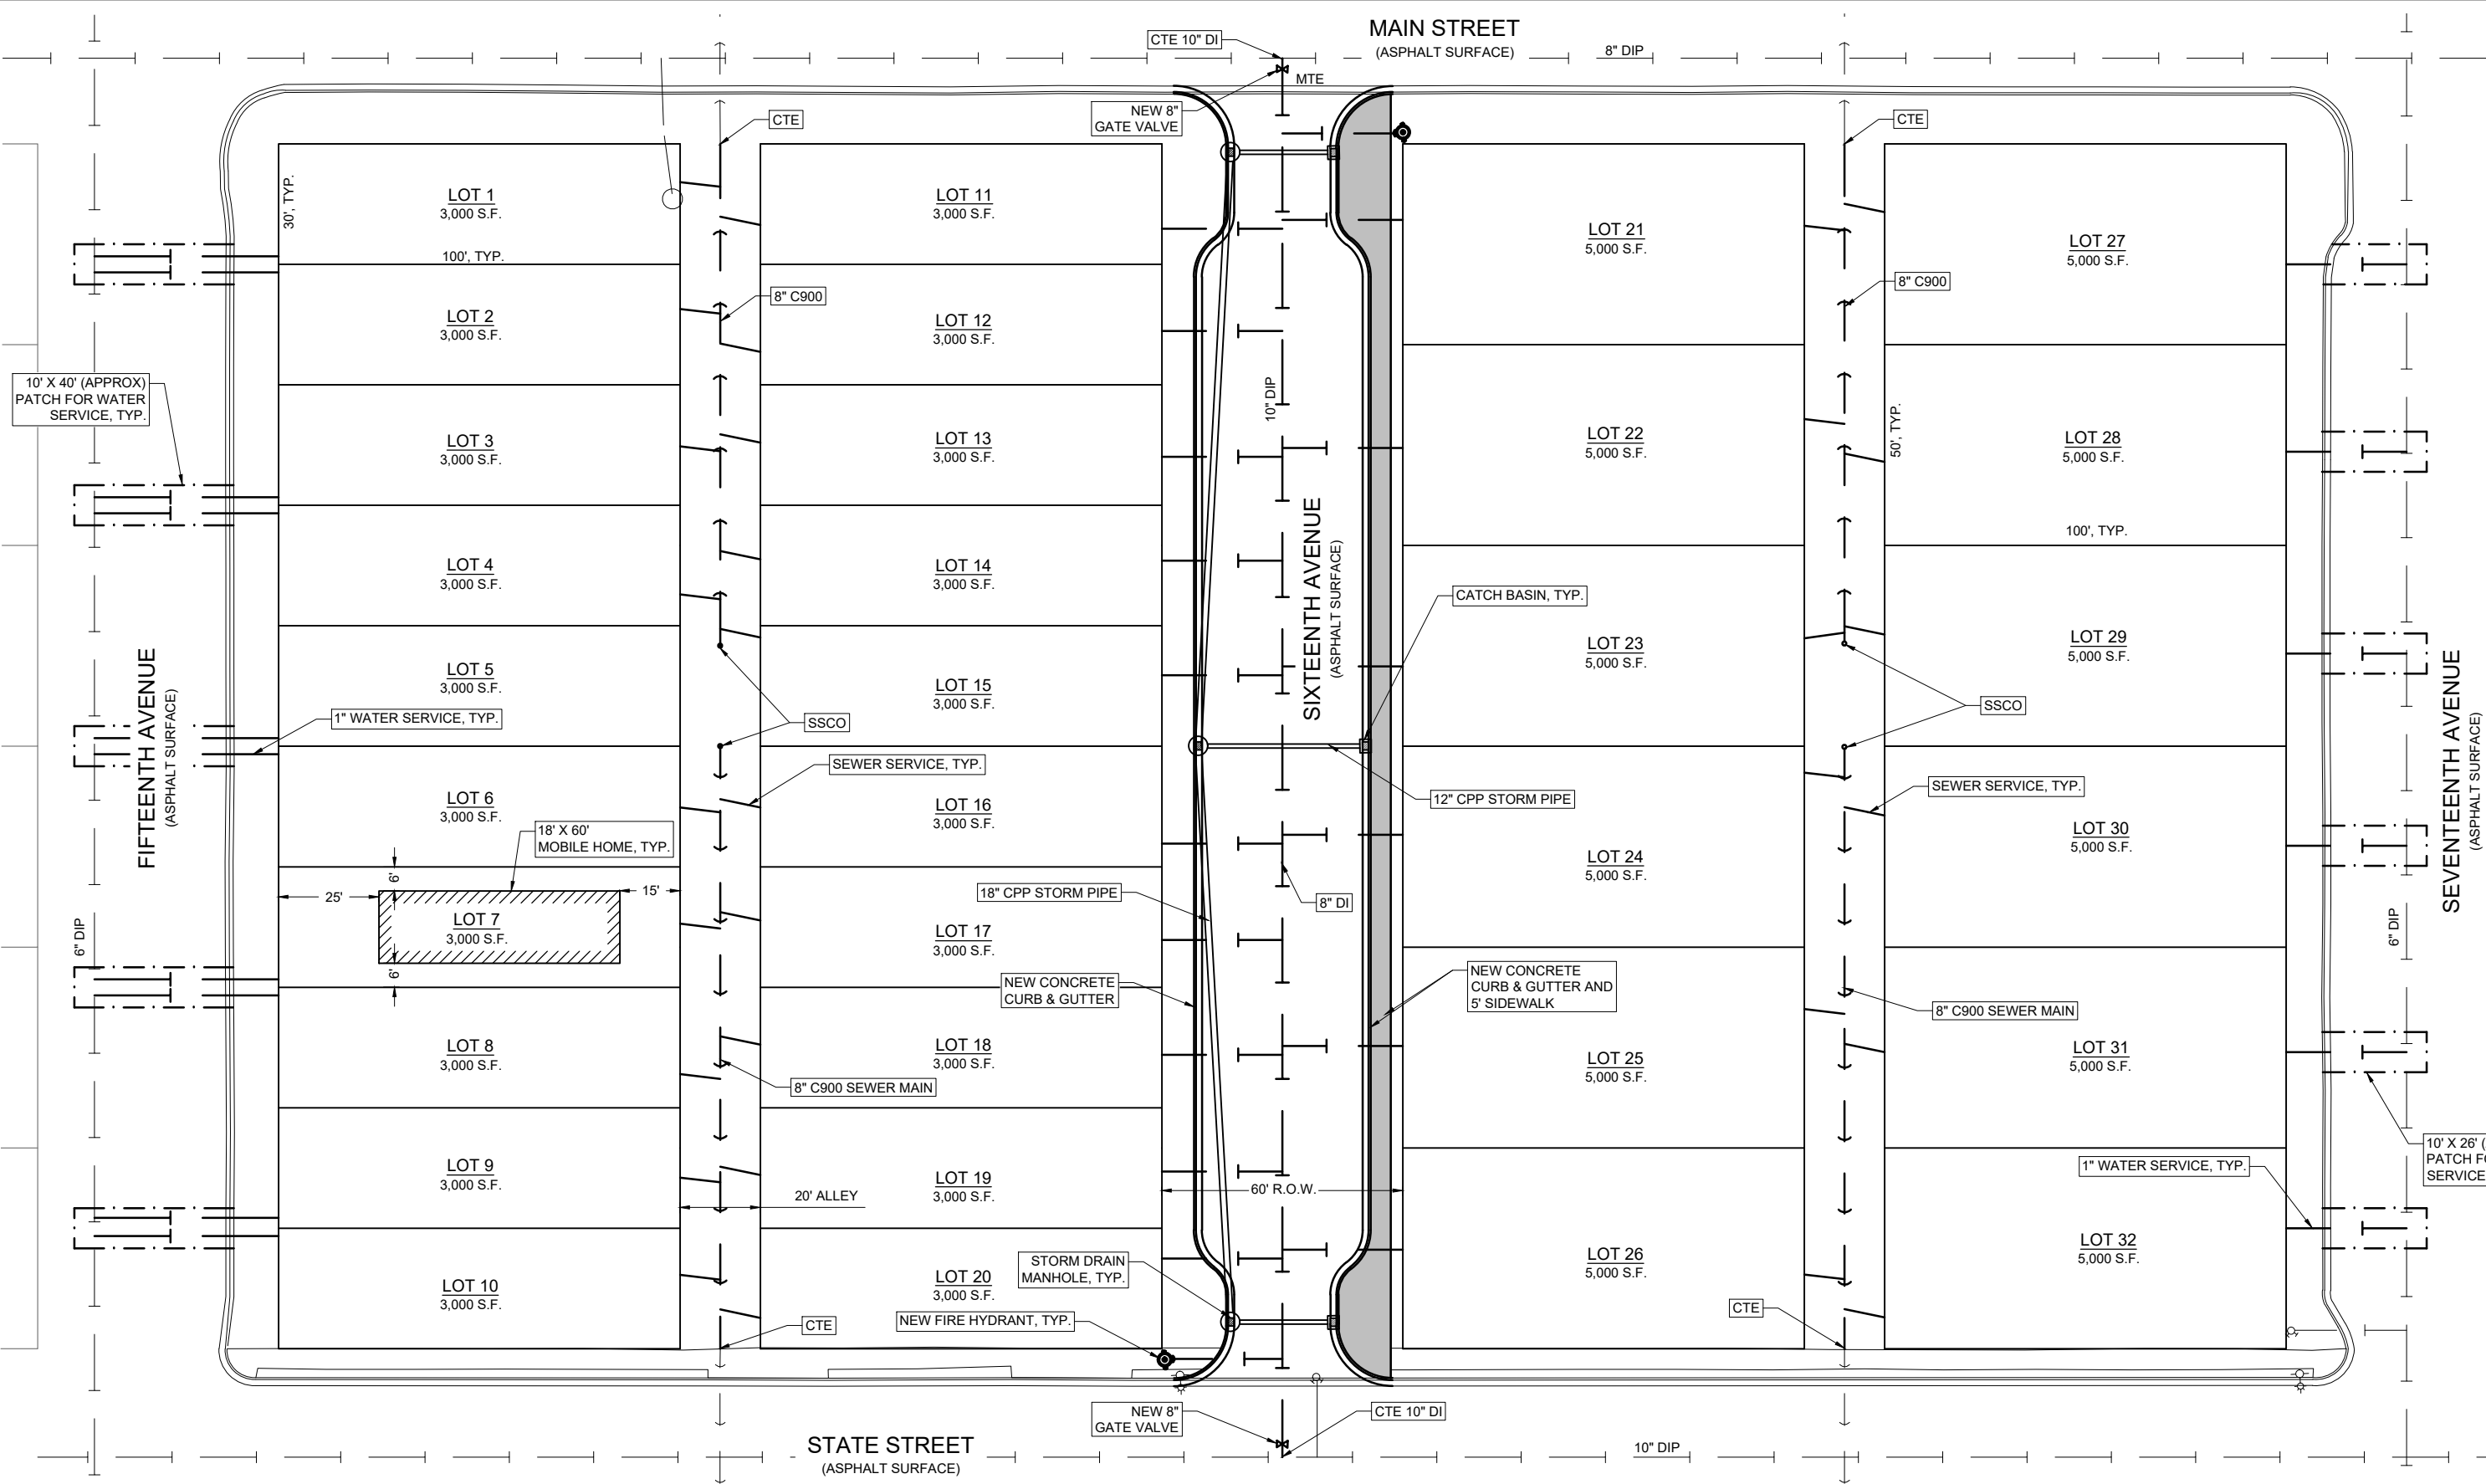 MAIN STREET
(ASPHALT SURFACE)
8" DIP
CTE 10" DI
MTE
NEW 8"
GATE VALVE
CTE
CTE
30', TYP.
100', TYP.
LOT 1
3,000 S.F.
LOT 2
3,000 S.F.
LOT 3
3,000 S.F.
LOT 4
3,000 S.F.
LOT 5
3,000 S.F.
LOT 6
3,000 S.F.
18' X 60'
MOBILE HOME, TYP.
6'
25'
15'
LOT 7
3,000 S.F.
6'
LOT 8
3,000 S.F.
LOT 9
3,000 S.F.
LOT 10
3,000 S.F.
10' X 40' (APPROX)
PATCH FOR WATER
SERVICE, TYP.
1" WATER SERVICE, TYP.
FIFTEENTH AVENUE
(ASPHALT SURFACE)
6" DIP
8" C900
SSCO
SEWER SERVICE, TYP.
8" C900 SEWER MAIN
20' ALLEY
CTE
LOT 11
3,000 S.F.
LOT 12
3,000 S.F.
LOT 13
3,000 S.F.
LOT 14
3,000 S.F.
LOT 15
3,000 S.F.
LOT 16
3,000 S.F.
LOT 17
3,000 S.F.
LOT 18
3,000 S.F.
LOT 19
3,000 S.F.
LOT 20
3,000 S.F.
18" CPP STORM PIPE
NEW CONCRETE
CURB & GUTTER
STORM DRAIN
MANHOLE, TYP.
NEW FIRE HYDRANT, TYP.
10" DIP
SIXTEENTH AVENUE
(ASPHALT SURFACE)
CATCH BASIN, TYP.
12" CPP STORM PIPE
8" DI
NEW CONCRETE
CURB & GUTTER AND
5' SIDEWALK
60' R.O.W.
LOT 21
5,000 S.F.
LOT 22
5,000 S.F.
LOT 23
5,000 S.F.
LOT 24
5,000 S.F.
LOT 25
5,000 S.F.
LOT 26
5,000 S.F.
8" C900
50', TYP.
100', TYP.
SSCO
SEWER SERVICE, TYP.
8" C900 SEWER MAIN
CTE
LOT 27
5,000 S.F.
LOT 28
5,000 S.F.
LOT 29
5,000 S.F.
LOT 30
5,000 S.F.
LOT 31
5,000 S.F.
LOT 32
5,000 S.F.
1" WATER SERVICE, TYP.
10' X 26' (
PATCH F
SERVICE
SEVENTEENTH AVENUE
(ASPHALT SURFACE)
6" DIP
NEW 8"
GATE VALVE
CTE 10" DI
STATE STREET
(ASPHALT SURFACE)
10" DIP